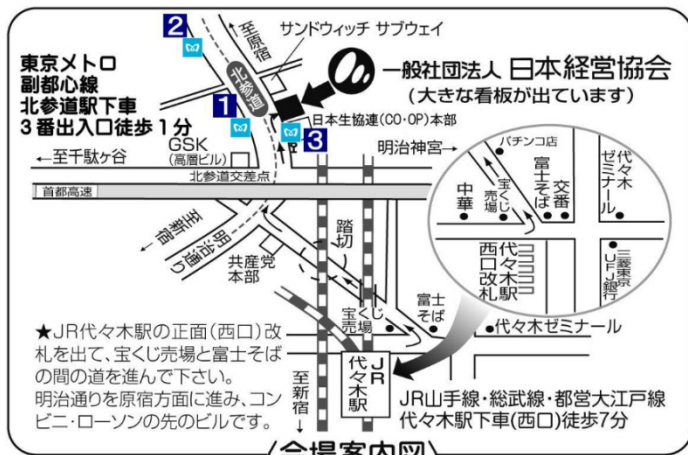 2
至原宿
サンドウィッチ サブウェイ
東京メトロ
副都心線
北参道駅下車
3番出入口徒歩1分
北参道
1
一般社団法人 日本経営協会
(大きな看板が出ています)
日本生協連(CO・OP)本部
3
GSK
(高層ビル)
←至千駄ヶ谷
北参道交差点
明治神宮→
首都高速
←至新宿
明治通り
共産党
本部
踏切
宝くじ
売場
富士
そば
代々木ゼミナール
パチンコ店
中華
宝くじ
売場
富士そば
交番
代々木
ゼミナール
代々木駅
西口改札
三菱東京
UFJ銀行
★JR代々木駅の正面(西口)改
札を出て、宝くじ売場と富士そば
の間の道を進んで下さい。
明治通りを原宿方面に進み、コン
ビニ・ローソンの先のビルです。
至新宿→
JR
代々木駅
JR山手線・総武線・都営大江戸線
代々木駅下車(西口)徒歩7分
会場案内図